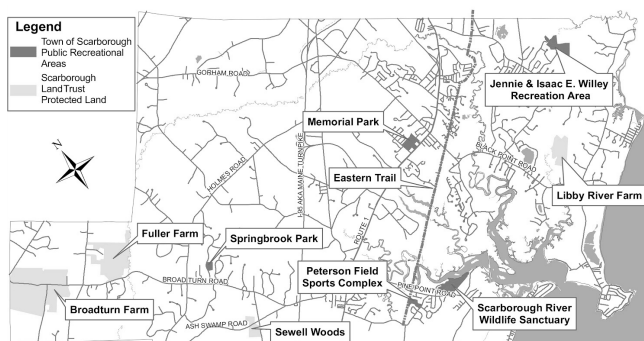 Legend
Town of Scarborough
Public Recreational
Areas
Scarborough
Land Trust
Protected Land
N
GORHAM ROAD
Jennie & Isaac E. Willey
Recreation Area
Memorial Park
I-95 AKA MAINE TURNPIKE
HOLMES ROAD
BLACK POINT ROAD
Eastern Trail
Libby River Farm
ROUTE 1
Fuller Farm
Springbrook Park
Peterson Field
Sports Complex
BROAD TURN ROAD
PINE POINT ROAD
Scarborough River
Wildlife Sanctuary
Broadturn Farm
ASH SWAMP ROAD
Sewell Woods